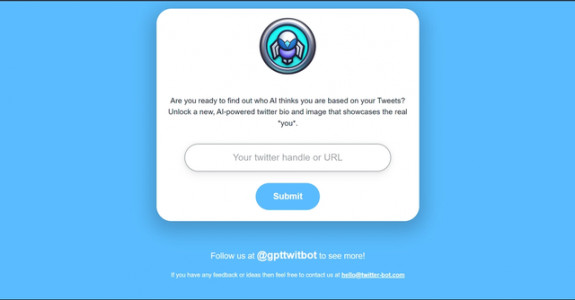 Are you ready to find out who AI thinks you are based on your Tweets?
Unlock a new, AI-powered twitter bio and image that showcases the real
"you".
Your twitter handle or URL
Submit
Follow us at @gpttwitbot to see more!
If you have any feedback or ideas then feel free to contact us at hello@twitter-bot.com